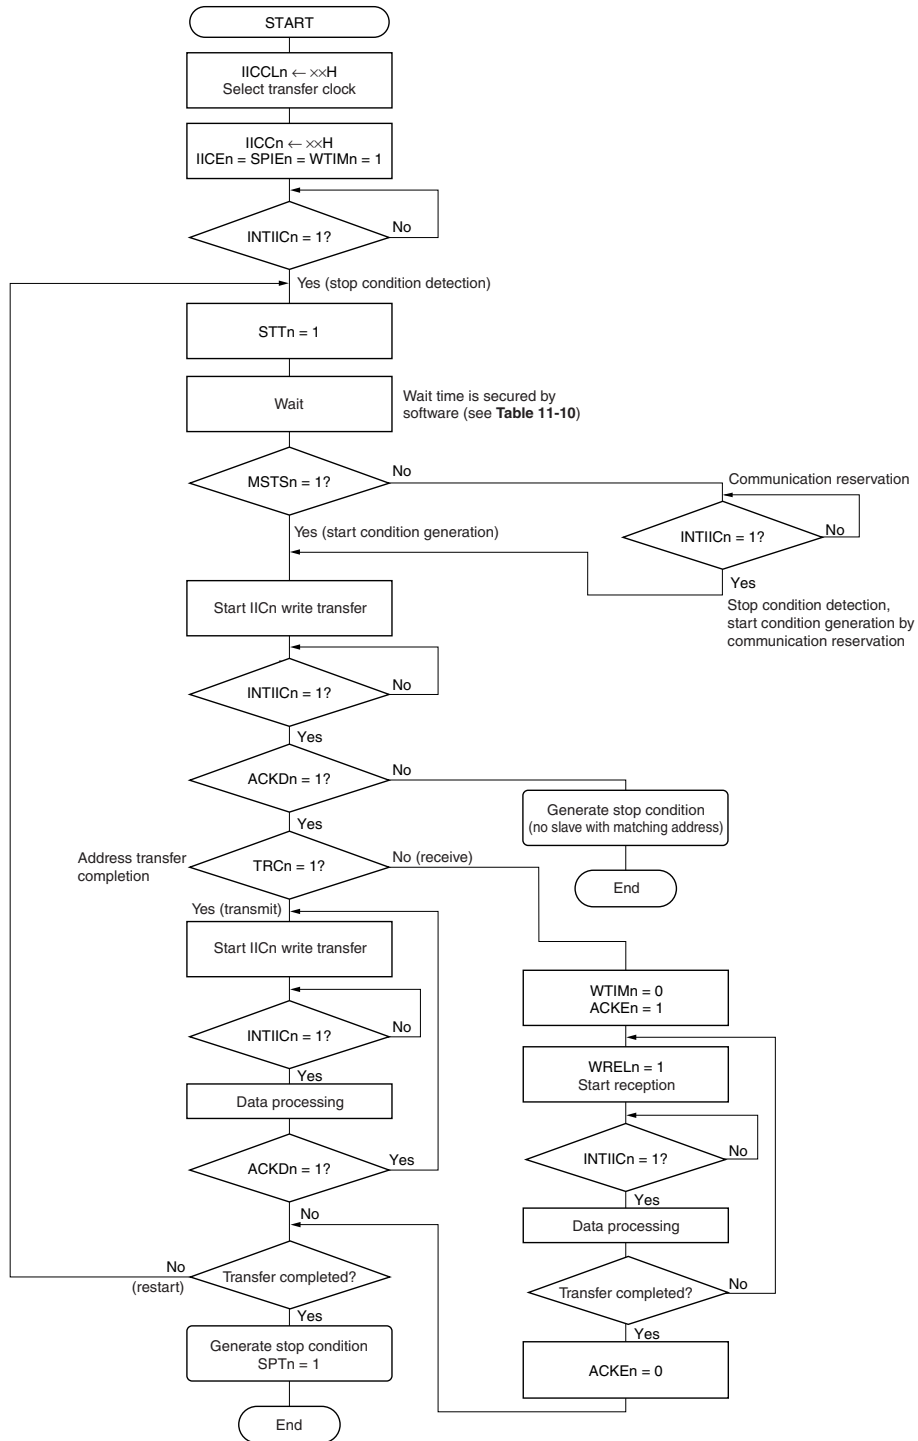 START
IICCLn ← ××H
Select transfer clock
IICCn ← ××H
IICEn = SPIEn = WTIMn = 1
No
INTIICn = 1?
Yes (stop condition detection)
STTn = 1
Wait
Wait time is secured by
software (see Table 11-10)
No
MSTSn = 1?
Communication reservation
Yes (start condition generation)
No
INTIICn = 1?
Yes
Stop condition detection,
start condition generation by
communication reservation
Start IICn write transfer
No
INTIICn = 1?
Yes
No
ACKDn = 1?
Yes
Generate stop condition
(no slave with matching address)
End
Address transfer
completion
TRCn = 1?
No (receive)
Yes (transmit)
Start IICn write transfer
No
INTIICn = 1?
Yes
Data processing
Yes
ACKDn = 1?
No
WTIMn = 0
ACKEn = 1
WRELn = 1
Start reception
No
INTIICn = 1?
Yes
Data processing
No
Transfer completed?
Yes
ACKEn = 0
No
(restart)
Transfer completed?
Yes
Generate stop condition
SPTn = 1
End